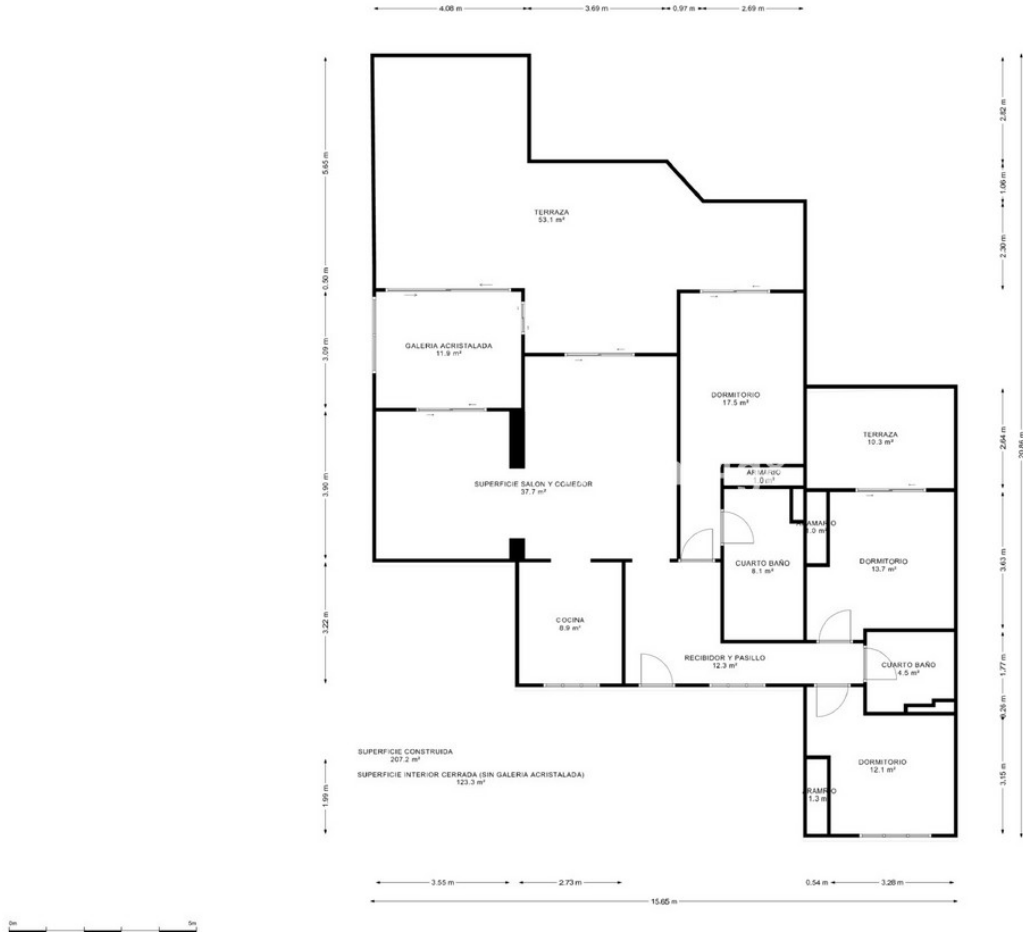 4.08 m
3.69 m
0.97 m
2.69 m
5.65 m
0.50 m
3.09 m
3.90 m
3.22 m
1.99 m
2.82 m
1.06 m
2.30 m
2.64 m
3.63 m
1.77 m
0.26 m
3.15 m
20.86 m
TERRAZA
53.1 m²
GALERIA ACRISTALADA
11.9 m²
DORMITORIO
17.5 m²
TERRAZA
10.3 m²
1.0 m²
SUPERFICIE SALON Y COMEDOR
37.7 m²
1.0 m²
CUARTO BAÑO
8.1 m²
DORMITORIO
13.7 m²
COCINA
8.9 m²
RECIBIDOR Y PASILLO
12.3 m²
CUARTO BAÑO
4.5 m²
SUPERFICIE CONSTRUIDA
207.2 m²
SUPERFICIE INTERIOR CERRADA (SIN GALERIA ACRISTALADA)
123.3 m²
DORMITORIO
12.1 m²
1.3 m
3.55 m
2.73 m
0.54 m
3.28 m
15.65 m
0m
5m